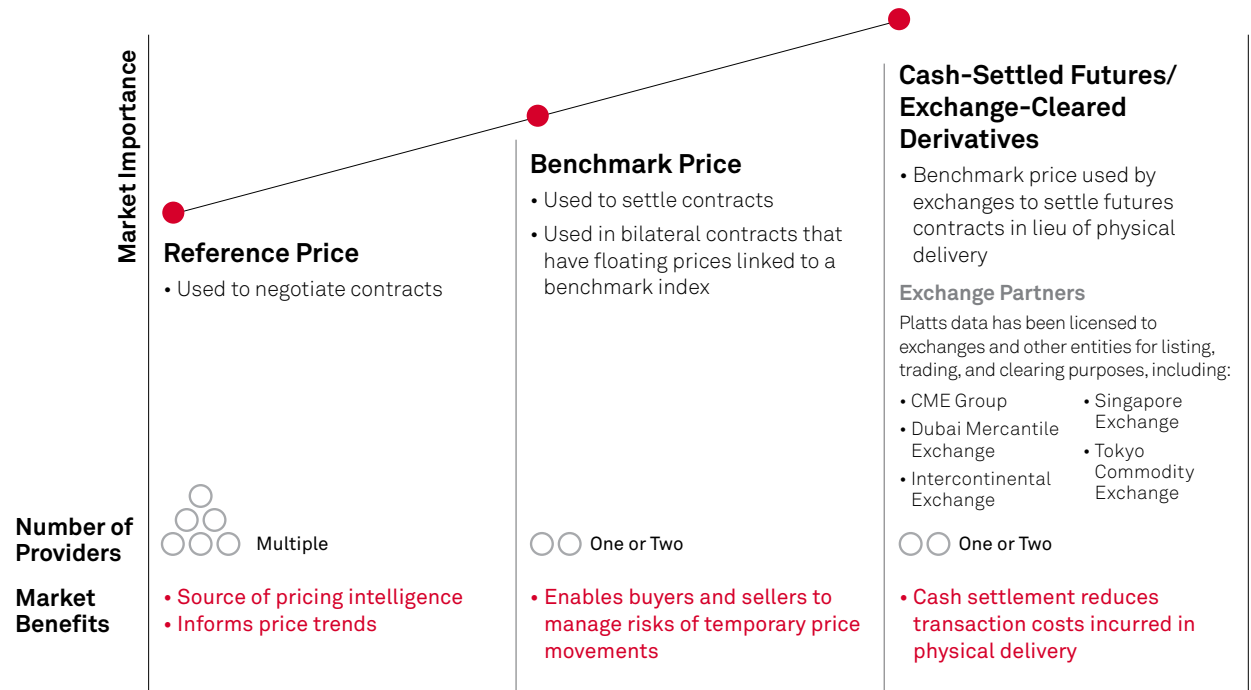 Market Importance
Reference Price
• Used to negotiate contracts
Benchmark Price
• Used to settle contracts
• Used in bilateral contracts that
have floating prices linked to a
benchmark index
Cash-Settled Futures/
Exchange-Cleared
Derivatives
• Benchmark price used by
exchanges to settle futures
contracts in lieu of physical
delivery
Exchange Partners
Platts data has been licensed to
exchanges and other entities for listing,
trading, and clearing purposes, including:
• CME Group
• Dubai Mercantile
Exchange
• Intercontinental
Exchange
• Singapore
Exchange
• Tokyo
Commodity
Exchange
Number of
Providers
Multiple
One or Two
One or Two
Market
Benefits
• Source of pricing intelligence
• Informs price trends
• Enables buyers and sellers to
manage risks of temporary price
movements
• Cash settlement reduces
transaction costs incurred in
physical delivery